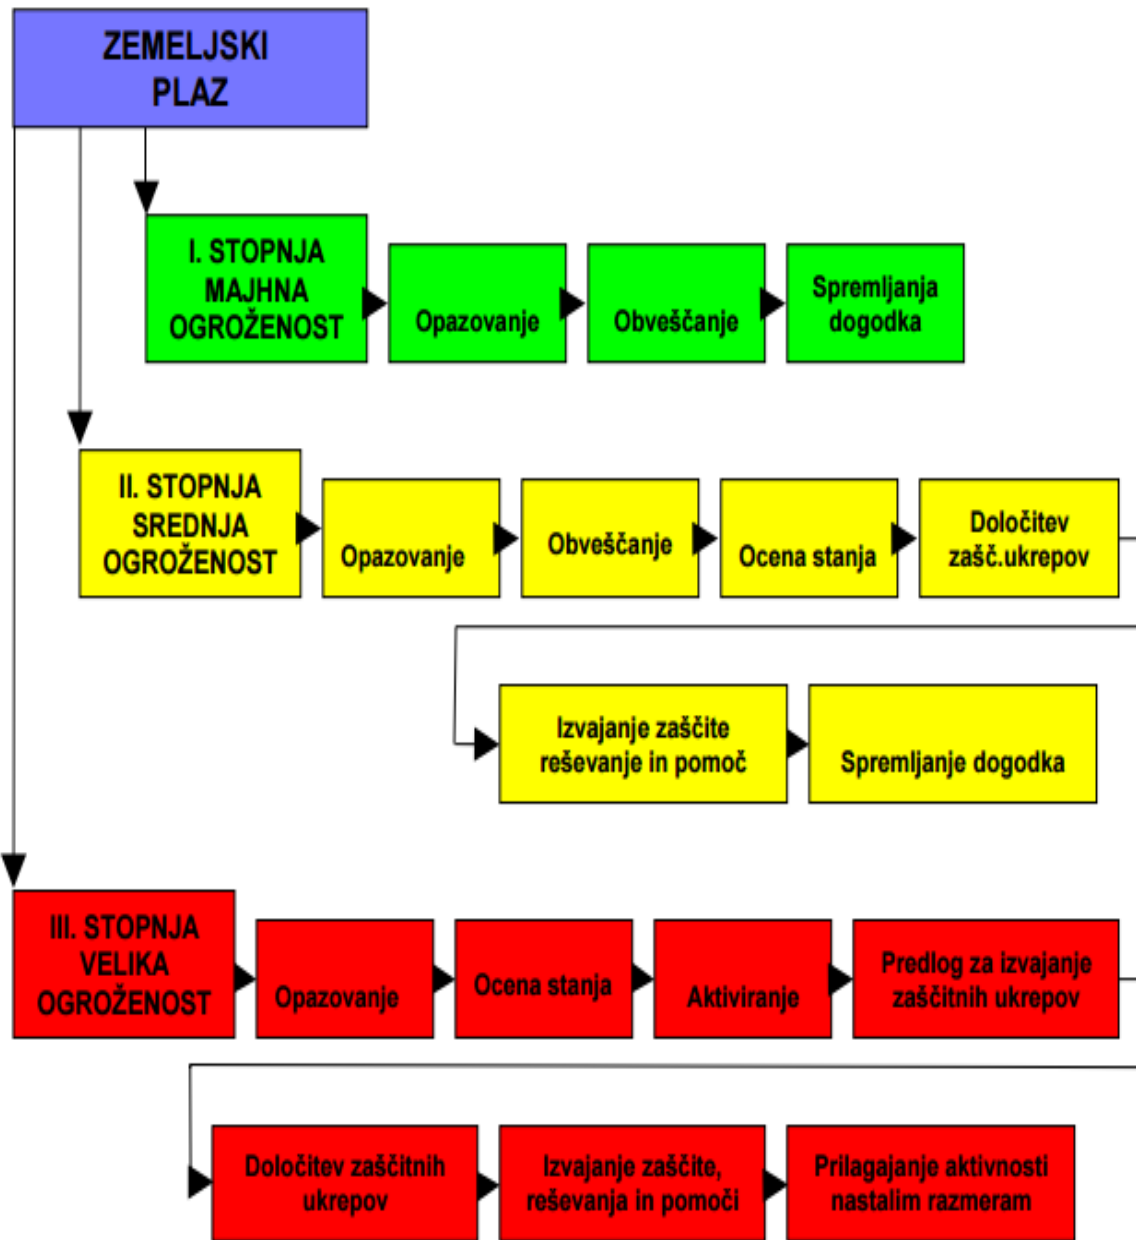 ZEMELJSKI
PLAZ
I. STOPNJA
MAJHNA
OGROŽENOST
Opazovanje
Obveščanje
Spremljanja
dogodka
II. STOPNJA
SREDNJA
OGROŽENOST
Opazovanje
Obveščanje
Ocena stanja
Določitev
zašč.ukrepov
Izvajanje zaščite
reševanje in pomoč
Spremljanje dogodka
III. STOPNJA
VELIKA
OGROŽENOST
Opazovanje
Ocena stanja
Aktiviranje
Predlog za izvajanje
zaščitnih ukrepov
Določitev zaščitnih
ukrepov
Izvajanje zaščite,
reševanja in pomoči
Prilagajanje aktivnosti
nastalim razmeram